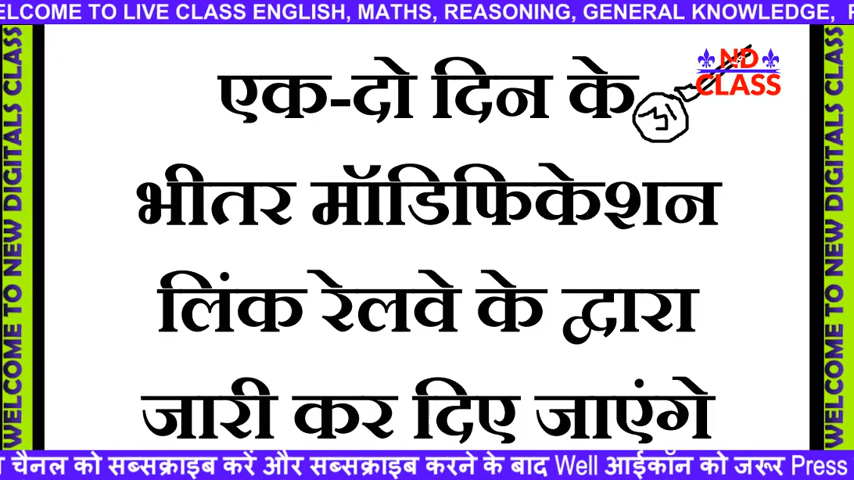 ELCOME TO LIVE CLASS ENGLISH, MATHS, REASONING, GENERAL KNOWLEDGE,
WELCOME TO NEW DIGITALS CLASS
ND
CLASS
एक-दो दिन के
भीतर मॉडिफिकेशन
लिंक रेलवे के द्वारा
जारी कर दिए जाएंगे
WELCOME TO NEW DIGITALS CLASS
चैनल को सब्सक्राइब करें और सब्सक्राइब करने के बाद Well आईकॉन को जरूर Press